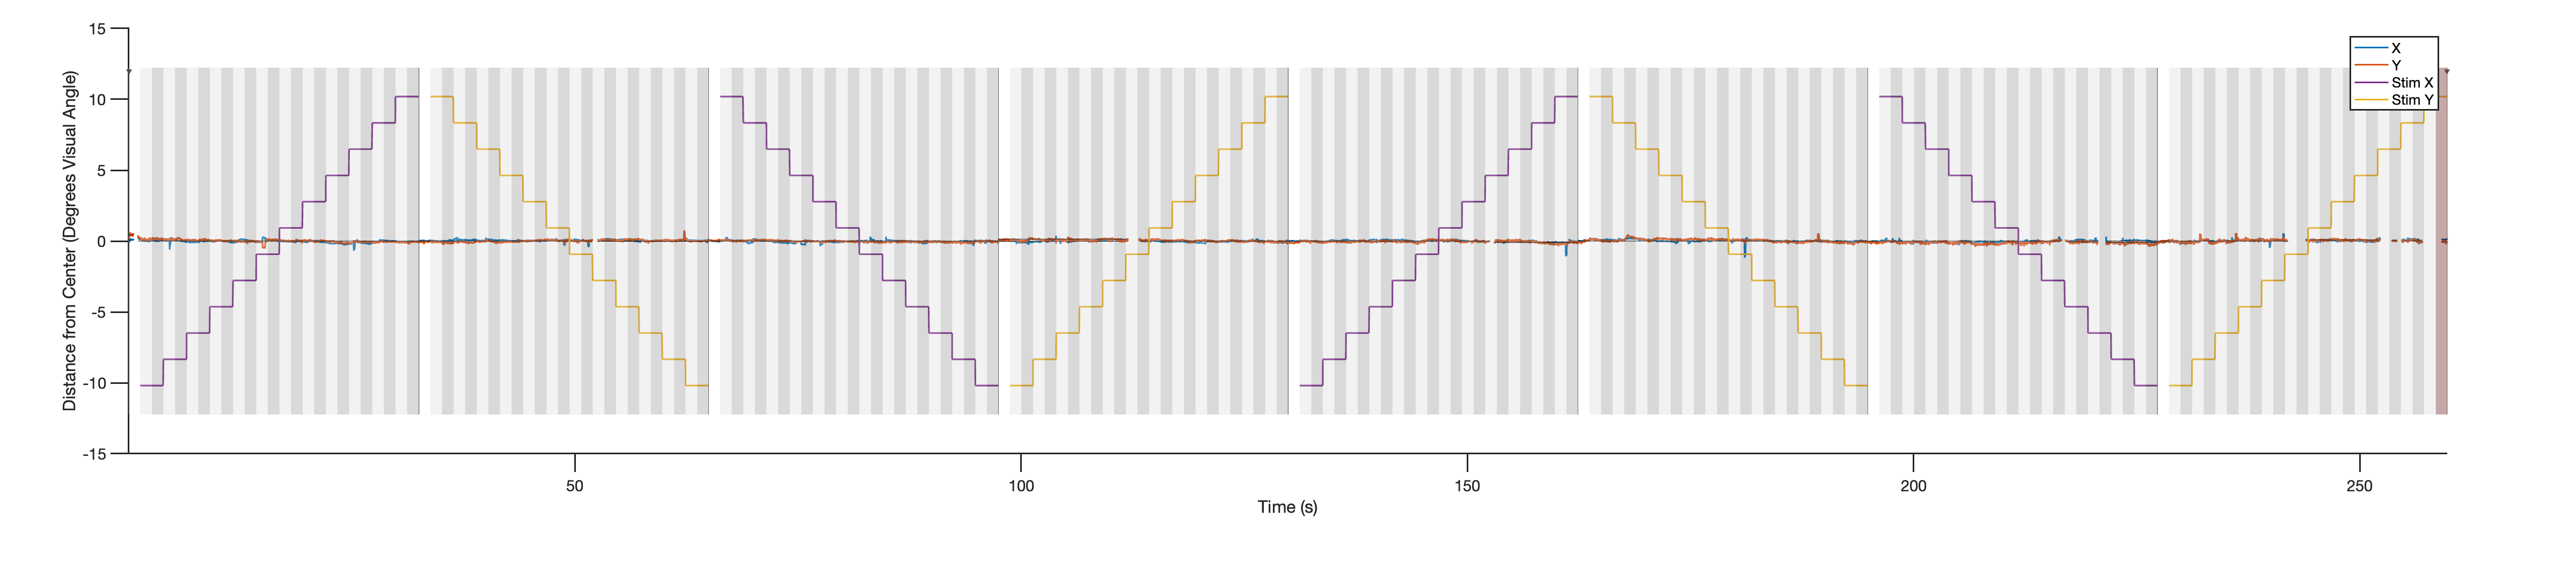 15
10
5
0
-5
-10
-15
Distance from Center (Degrees Visual Angle)
50
100
150
200
250
Time (s)
X
Y
Stim X
Stim Y